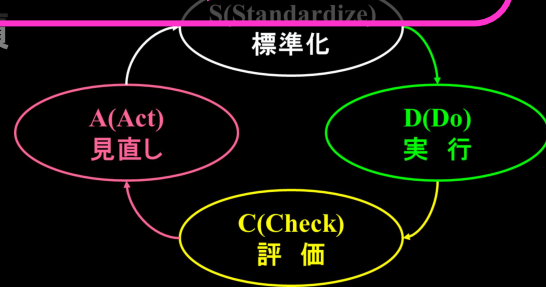 S(Standardize)
標準化
A(Act)
見直し
D(Do)
実 行
C(Check)
評 価